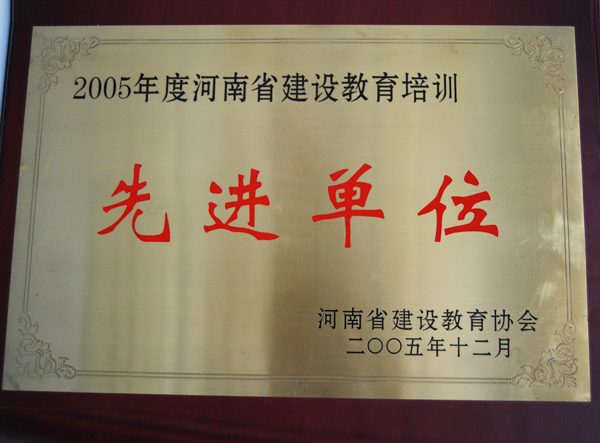 2005年度河南省建设教育培训
先进单位
河南省建设教育协会
二〇〇五年十二月